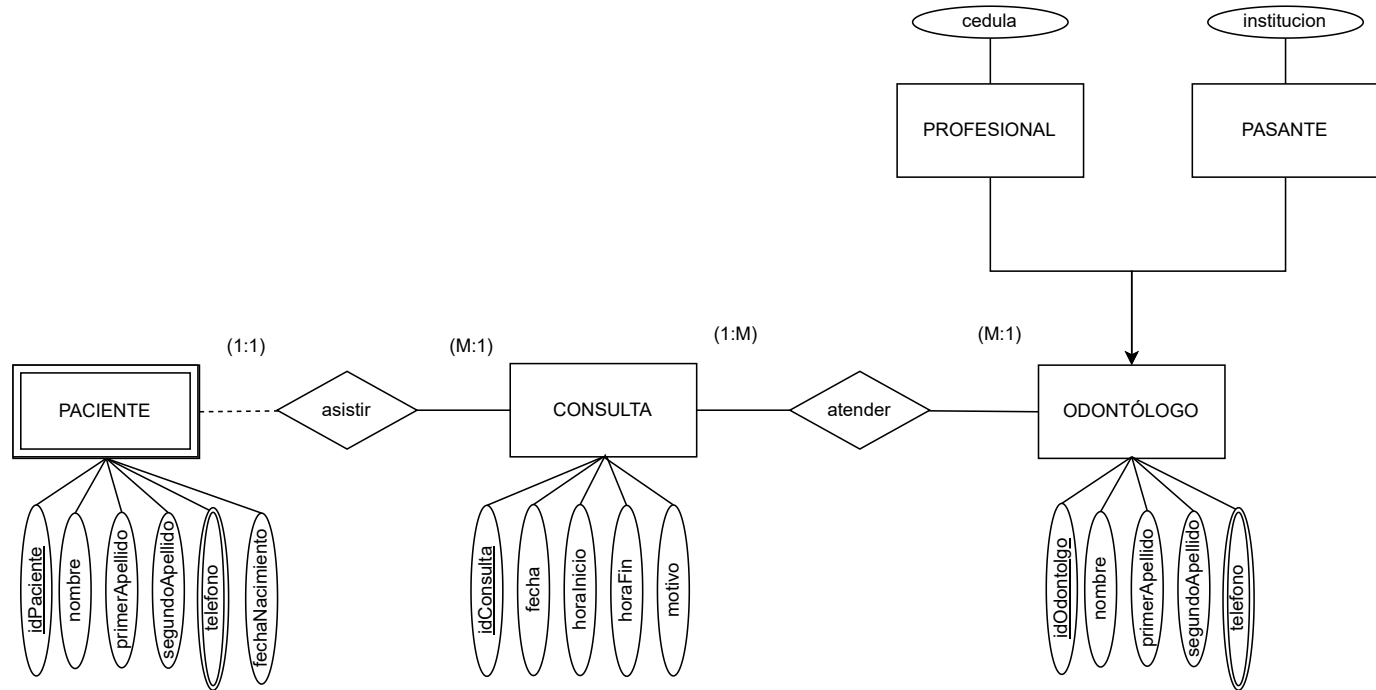 cedula
institucion
PROFESIONAL
PASANTE
(1:1)
(M:1)
(1:M)
(M:1)
PACIENTE
asistir
CONSULTA
atender
ODONTÓLOGO
idPaciente
nombre
primerApellido
segundoApellido
telefono
fechaNacimiento
idConsulta
fecha
horaInicio
horaFin
motivo
idOdontolgo
nombre
primerApellido
segundoApellido
telefono